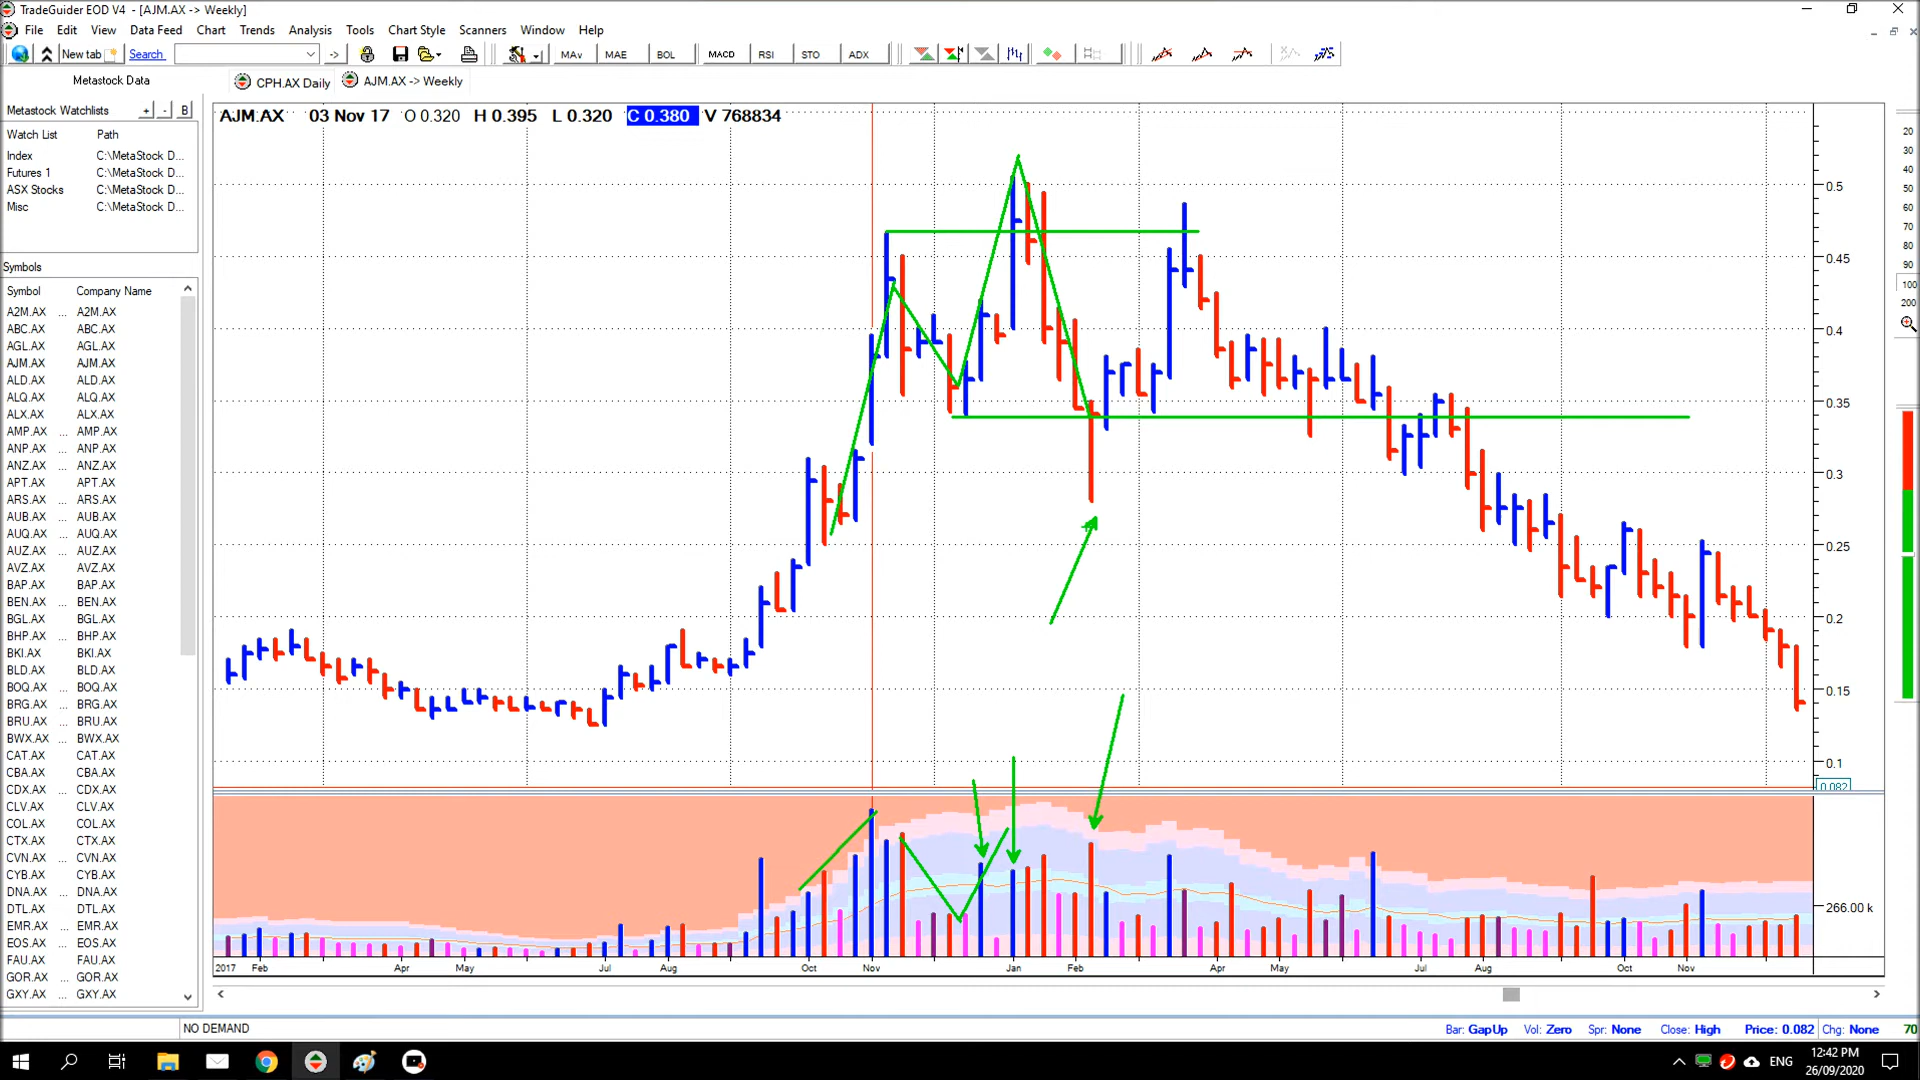 TradeGuider EOD V4 - [AJM.AX -> Weekly]
File Edit View Data Feed Chart Trends Analysis Tools Chart Style Scanners Window Help
New tab Search -> MAv MAE BOL MACD RSI STO ADX
Metastock Data CPH.AX Daily AJM.AX -> Weekly
Metastock Watchlists + - B
Watch List Path
Index C:\MetaStock D...
Futures 1 C:\MetaStock D...
ASX Stocks C:\MetaStock D...
Misc C:\MetaStock D...
Symbols
Symbol Company Name
A2M.AX ... A2M.AX
ABC.AX ABC.AX
AGL.AX AGL.AX
AJM.AX AJM.AX
ALD.AX ALD.AX
ALQ.AX ALQ.AX
ALX.AX ALX.AX
AMP.AX ... AMP.AX
ANP.AX ... ANP.AX
ANZ.AX ... ANZ.AX
APT.AX ... APT.AX
ARS.AX ... ARS.AX
AUB.AX ... AUB.AX
AUQ.AX ... AUQ.AX
AUZ.AX ... AUZ.AX
AVZ.AX ... AVZ.AX
BAP.AX ... BAP.AX
BEN.AX ... BEN.AX
BGL.AX ... BGL.AX
BHP.AX ... BHP.AX
BKI.AX BKI.AX
BLD.AX ... BLD.AX
BOQ.AX ... BOQ.AX
BRG.AX ... BRG.AX
BRU.AX ... BRU.AX
BWX.AX ... BWX.AX
CAT.AX ... CAT.AX
CBA.AX ... CBA.AX
CDX.AX ... CDX.AX
CLV.AX ... CLV.AX
COL.AX ... COL.AX
CTX.AX ... CTX.AX
CVN.AX ... CVN.AX
CYB.AX ... CYB.AX
DNA.AX ... DNA.AX
DTL.AX ... DTL.AX
EMR.AX ... EMR.AX
EOS.AX ... EOS.AX
FAU.AX ... FAU.AX
GOR.AX ... GOR.AX
GXY.AX ... GXY.AX
AJM.AX 03 Nov 17 O 0.320 H 0.395 L 0.320 C 0.380 V 768834
0.5
0.45
0.4
0.35
0.3
0.25
0.2
0.15
0.1
0.082
266.00 k
2017 Feb Apr May Jul Aug Oct Nov Jan Feb Apr May Jul Aug Oct Nov
20
30
40
50
60
70
80
90
100
200
NO DEMAND
Bar: GapUp Vol: Zero Spr: None Close: High Price: 0.082 Chg: None 70
ENG
12:42 PM
26/09/2020